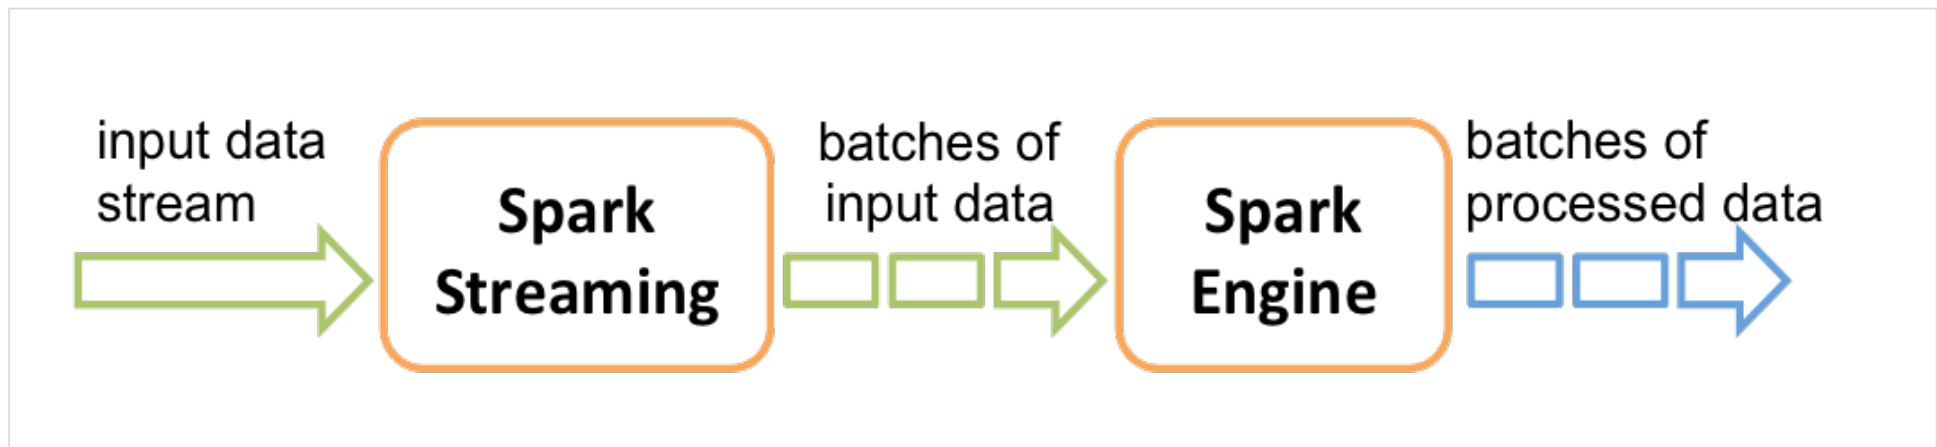 input data
stream
Spark
Streaming
batches of
input data
Spark
Engine
batches of
processed data